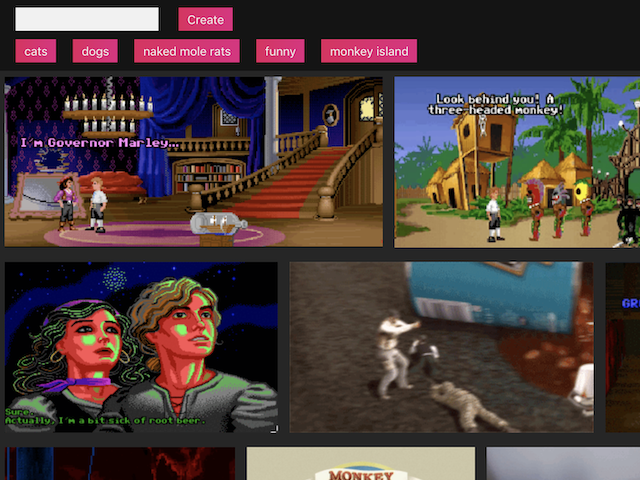 Create
cats
dogs
naked mole rats
funny
monkey island
I'm Governor Marley...
Look behind you! A
three-headed monkey!
Sure.
Actually, I'm a bit sick of root beer.
GR
MONKEY